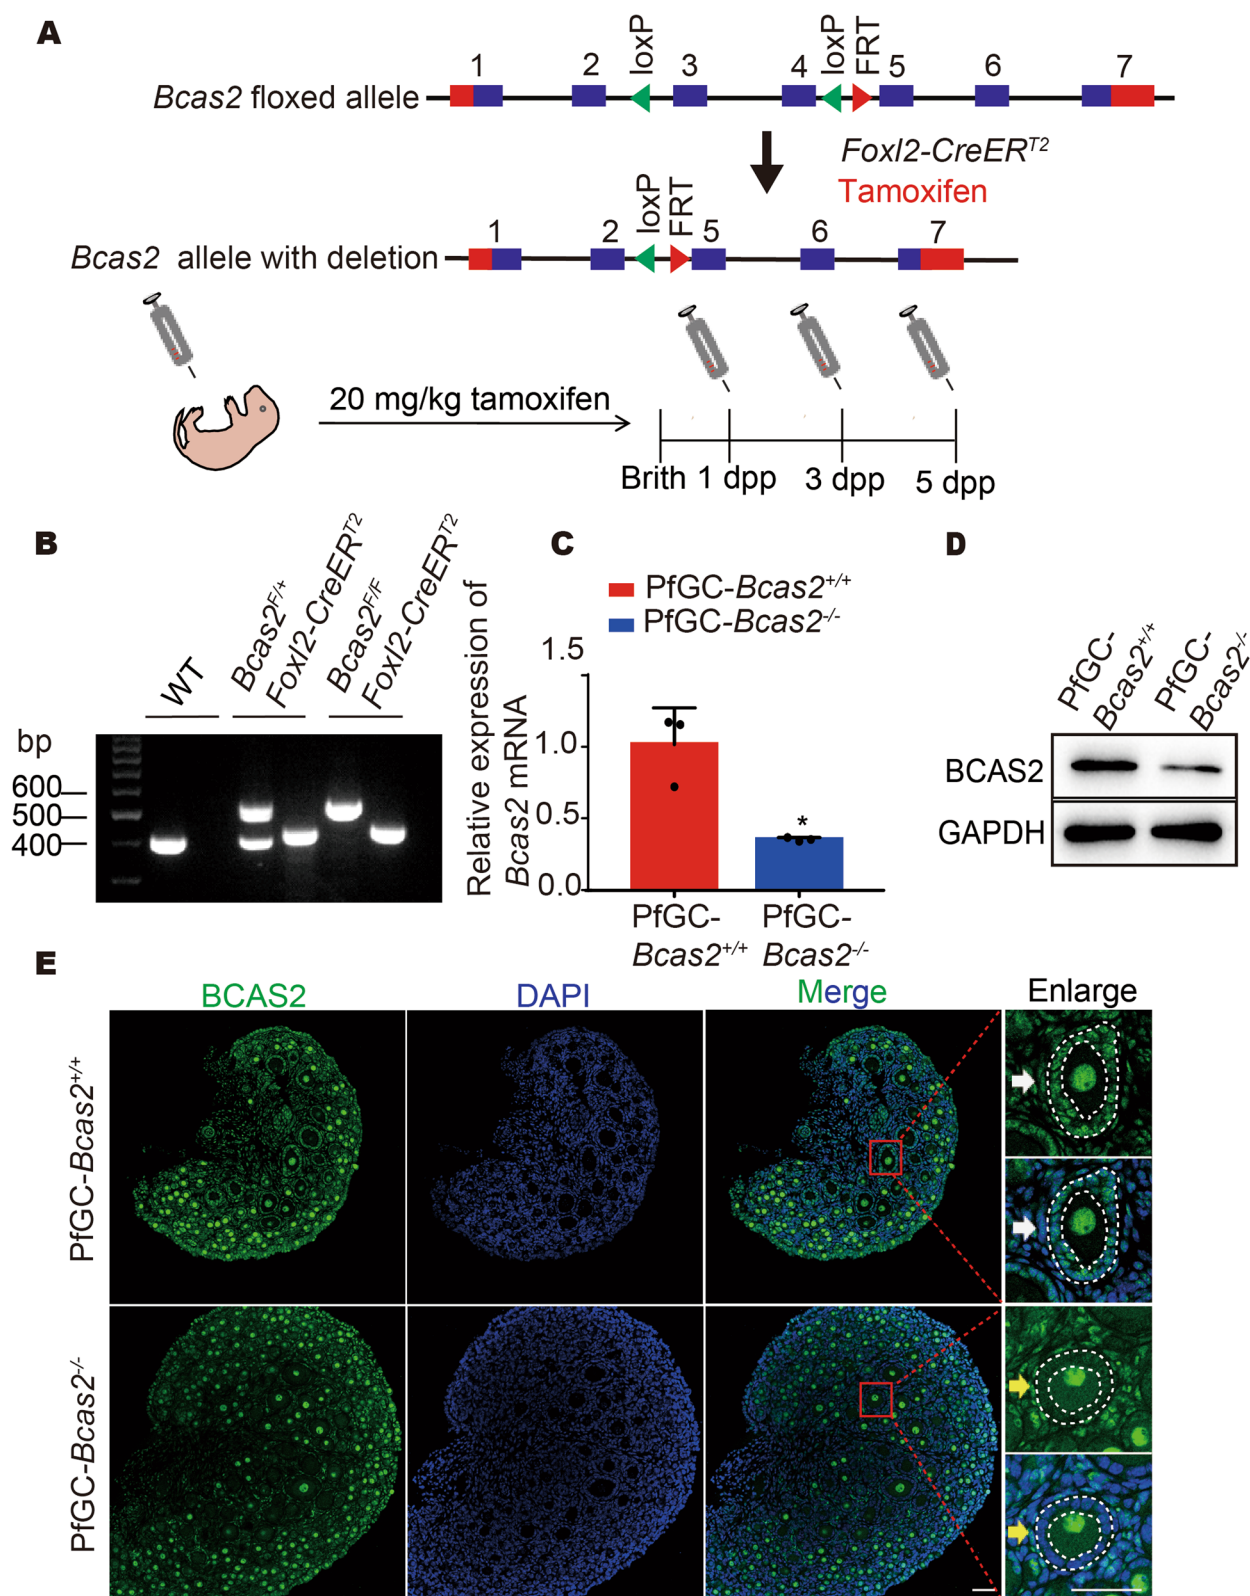 A
loxP
loxP
FRT
1 2 3 4 5 6 7
Bcas2 floxed allele
Foxl2-CreERT2
Tamoxifen
loxP
FRT
1 2 5 6 7
Bcas2 allele with deletion
20 mg/kg tamoxifen
Brith 1 dpp 3 dpp 5 dpp
B
WT
Bcas2F/+
Foxl2-CreERT2
Bcas2F/F
Foxl2-CreERT2
bp
600
500
400
C
PfGC-Bcas2+/+
PfGC-Bcas2-/-
Relative expression of
Bcas2 mRNA
1.5
1.0
0.5
0.0
*
PfGC-
Bcas2+/+
PfGC-
Bcas2-/-
D
PfGC-
Bcas2+/+
PfGC-
Bcas2-/-
BCAS2
GAPDH
E
BCAS2 DAPI Merge Enlarge
PfGC-Bcas2+/+
PfGC-Bcas2-/-